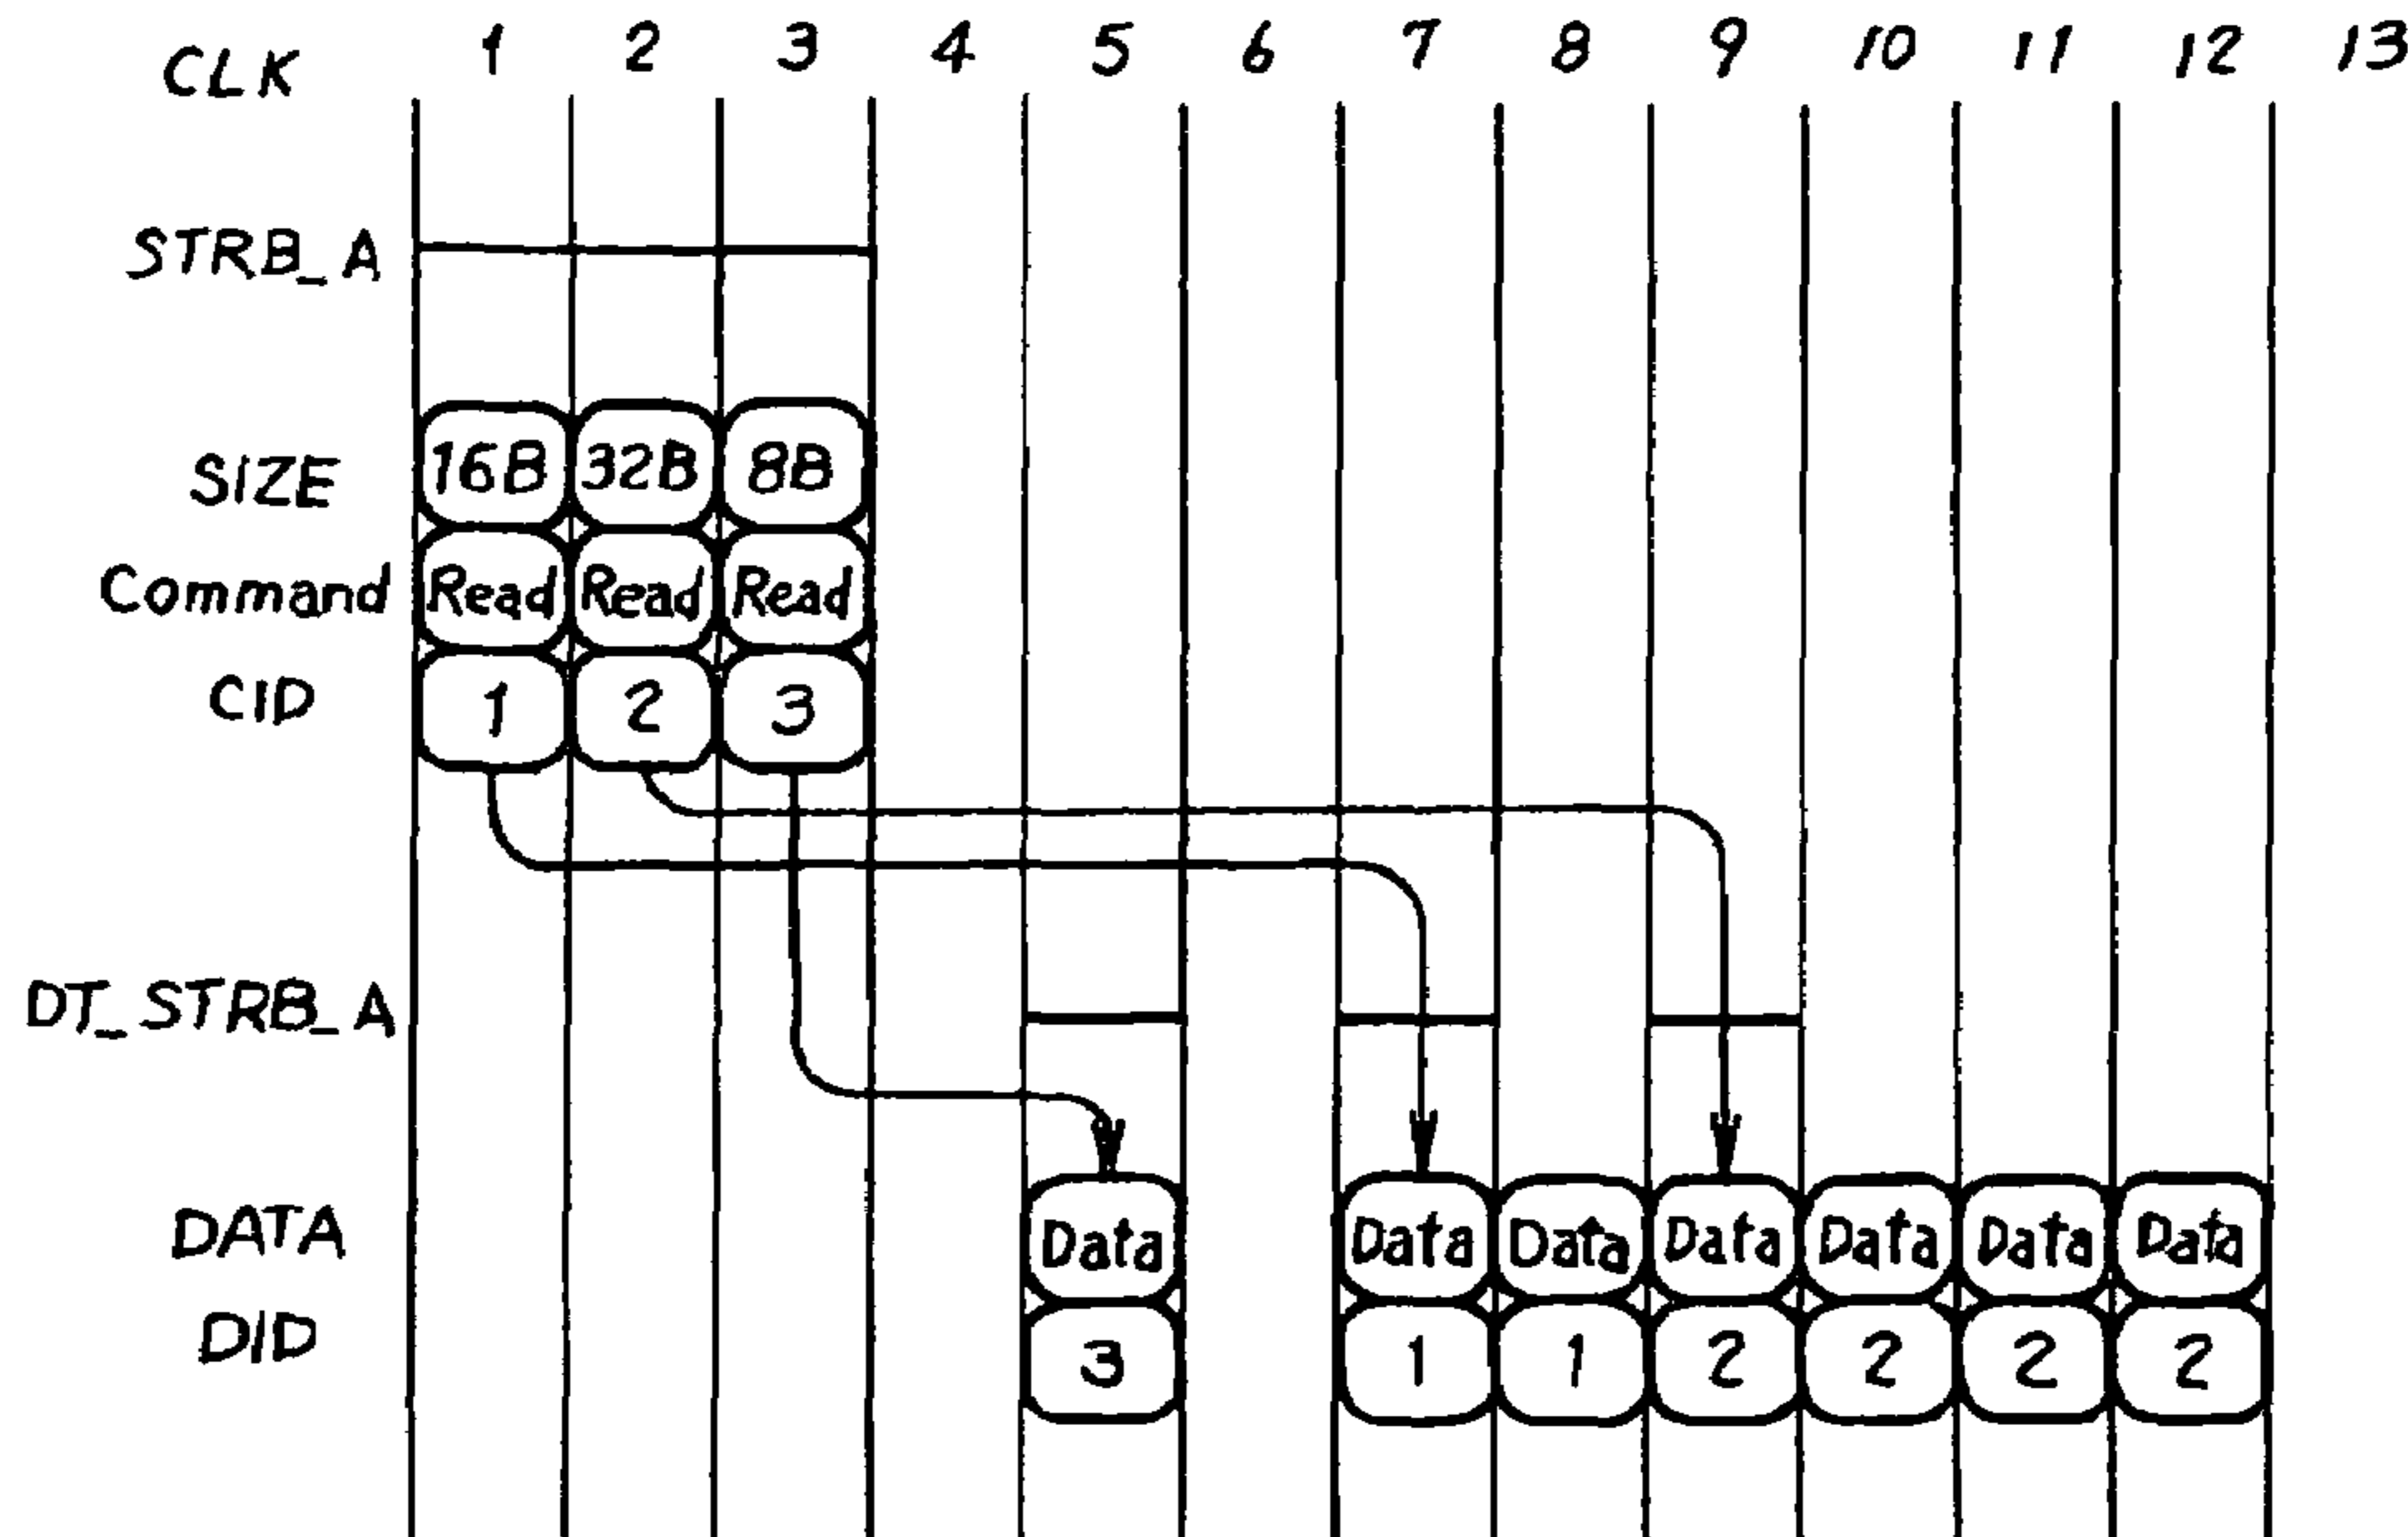 CLK 1 2 3 4 5 6 7 8 9 10 11 12 13
STRB_A
SIZE 16B 32B 8B
Command Read Read Read
CID 1 2 3
DT_STRB_A
DATA Data Data Data Data Data Data Data
DID 3 1 1 2 2 2 2